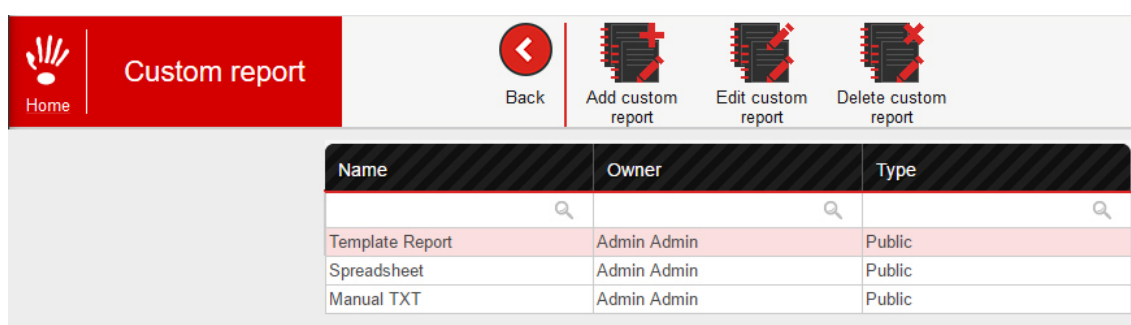 Home
Custom report
Back
Add custom
report
Edit custom
report
Delete custom
report
Name Owner Type
Template Report Admin Admin Public
Spreadsheet Admin Admin Public
Manual TXT Admin Admin Public